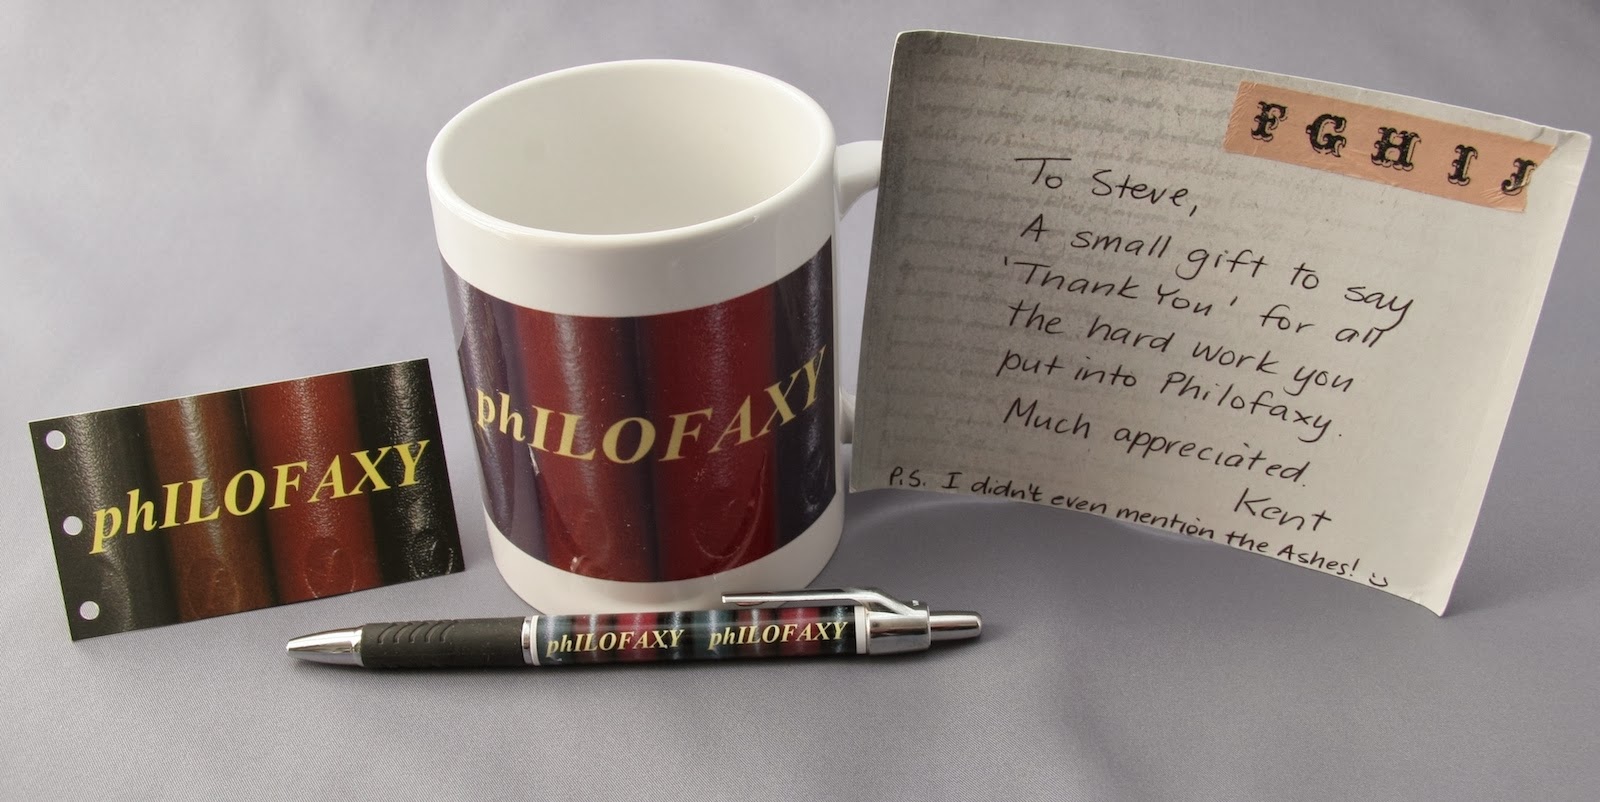 phILOFAXY
phILOFAXY
phILOFAXY phILOFAXY
F G H I J
To Steve,
A small gift to say
'Thank You' for all
the hard work you
put into Philofaxy.
Much appreciated.
Kent
P.S. I didn't even mention the Ashes!